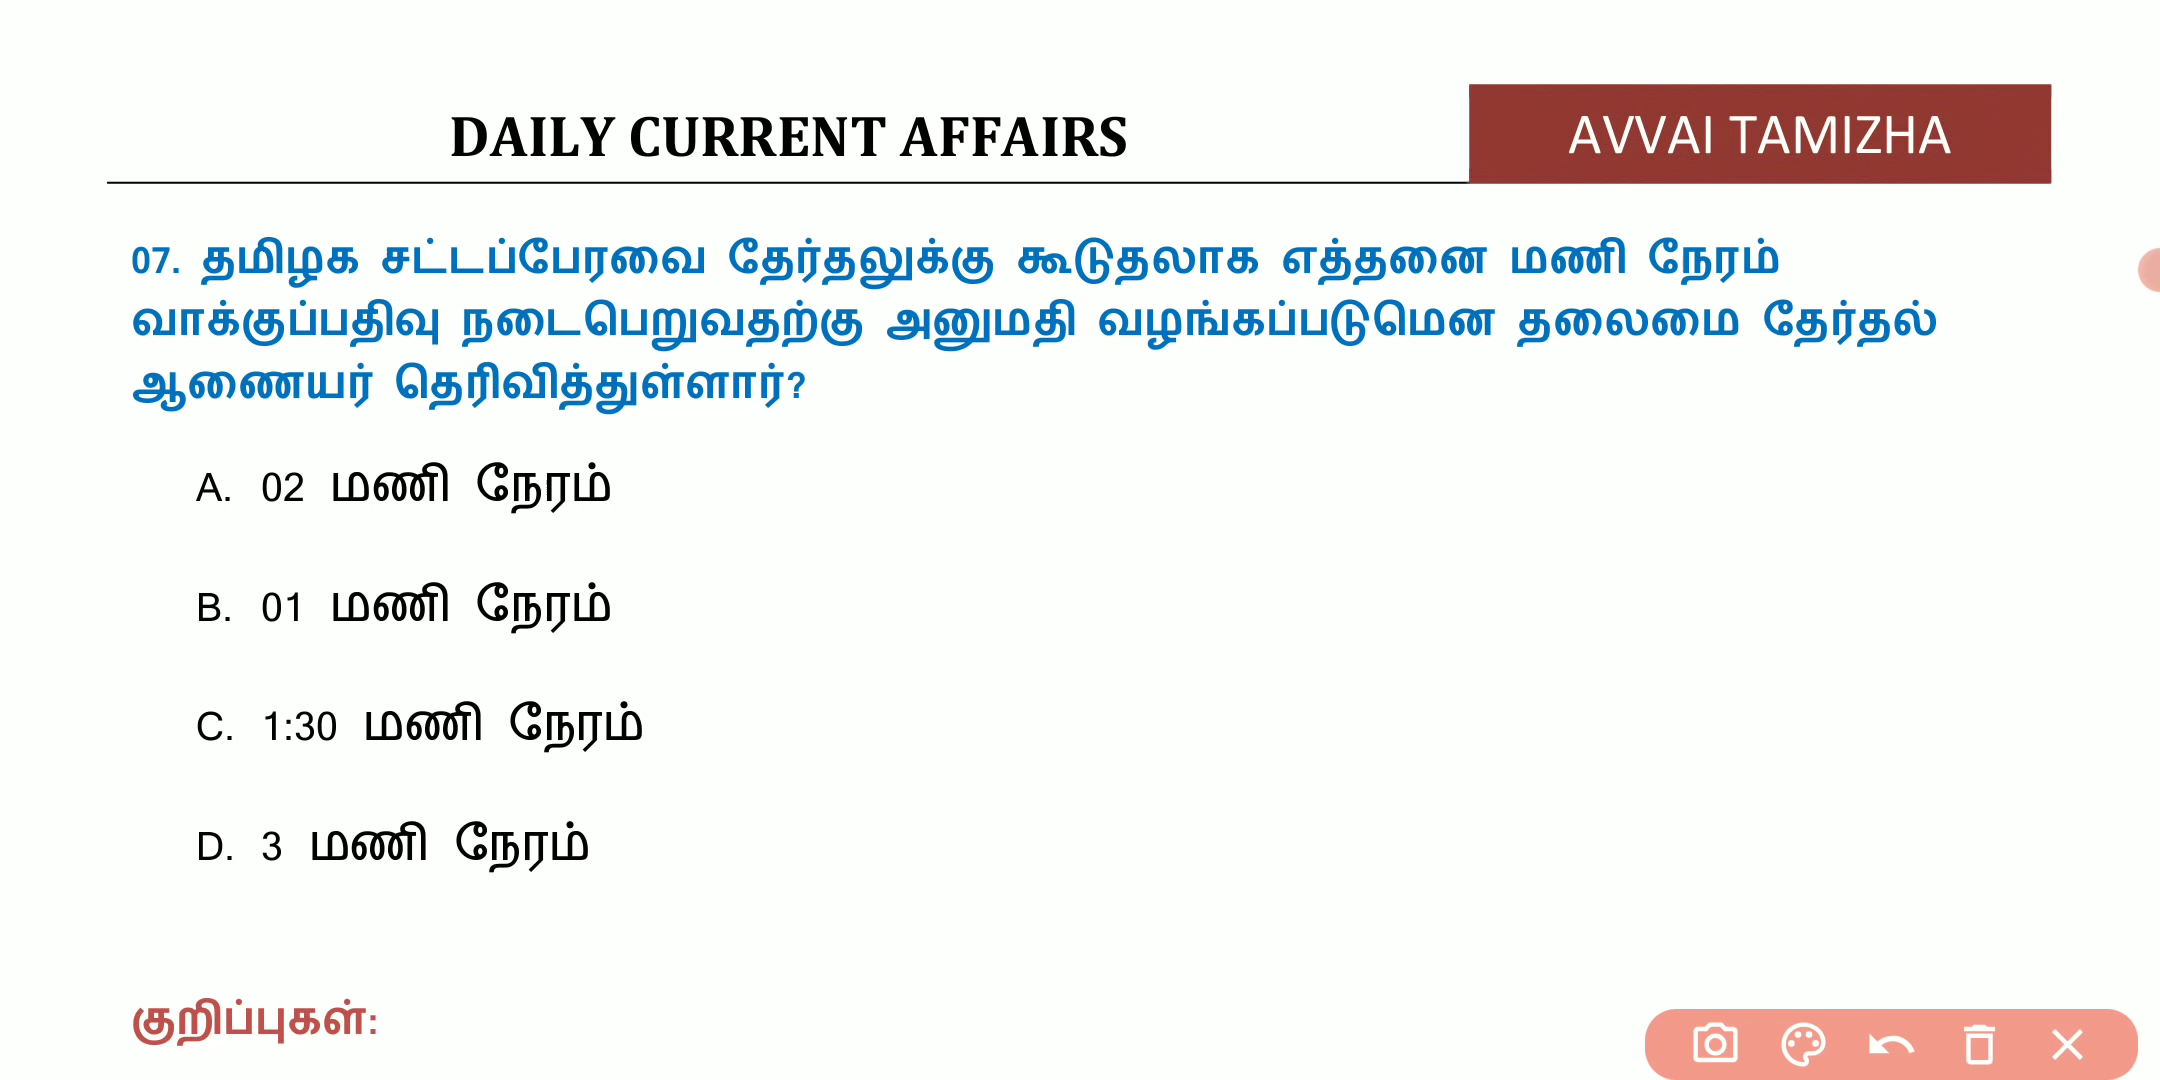 DAILY CURRENT AFFAIRS
AVVAI TAMIZHA
07. தமிழக சட்டப்பேரவை தேர்தலுக்கு கூடுதலாக எத்தனை மணி நேரம்
வாக்குப்பதிவு நடைபெறுவதற்கு அனுமதி வழங்கப்படுமென தலைமை தேர்தல்
ஆணையர் தெரிவித்துள்ளார்?
A. 02 மணி நேரம்
B. 01 மணி நேரம்
C. 1:30 மணி நேரம்
D. 3 மணி நேரம்
குறிப்புகள்: